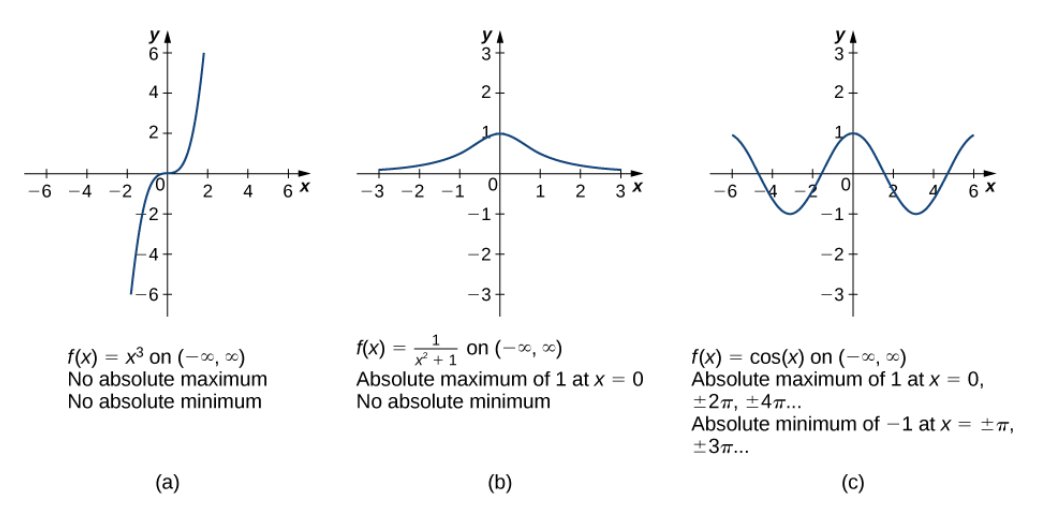 y
6
4
2
0
−6 −4 −2 2 4 6 x
−2
−4
−6
f(x) = x³ on (−∞, ∞)
No absolute maximum
No absolute minimum
(a)
y
3
2
1
0
−3 −2 −1 1 2 3 x
−1
−2
−3
f(x) = 1/(x² + 1) on (−∞, ∞)
Absolute maximum of 1 at x = 0
No absolute minimum
(b)
y
3
2
1
0
−6 −4 −2 2 4 6 x
−1
−2
−3
f(x) = cos(x) on (−∞, ∞)
Absolute maximum of 1 at x = 0,
±2π, ±4π...
Absolute minimum of −1 at x = ±π,
±3π...
(c)